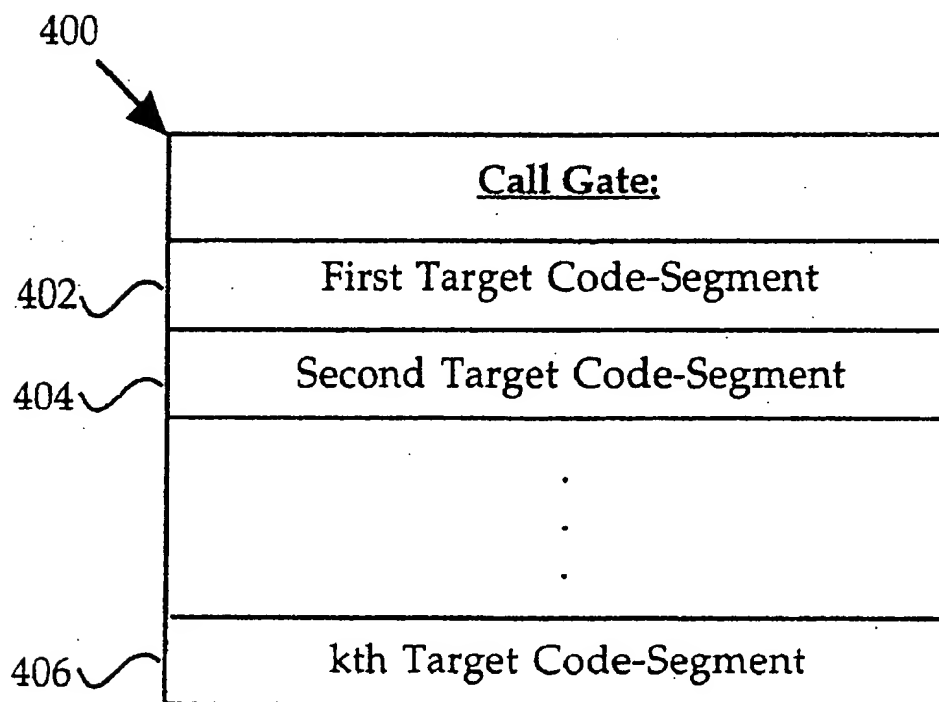 400
Call Gate:
402 First Target Code-Segment
404 Second Target Code-Segment
.
.
.
406 kth Target Code-Segment